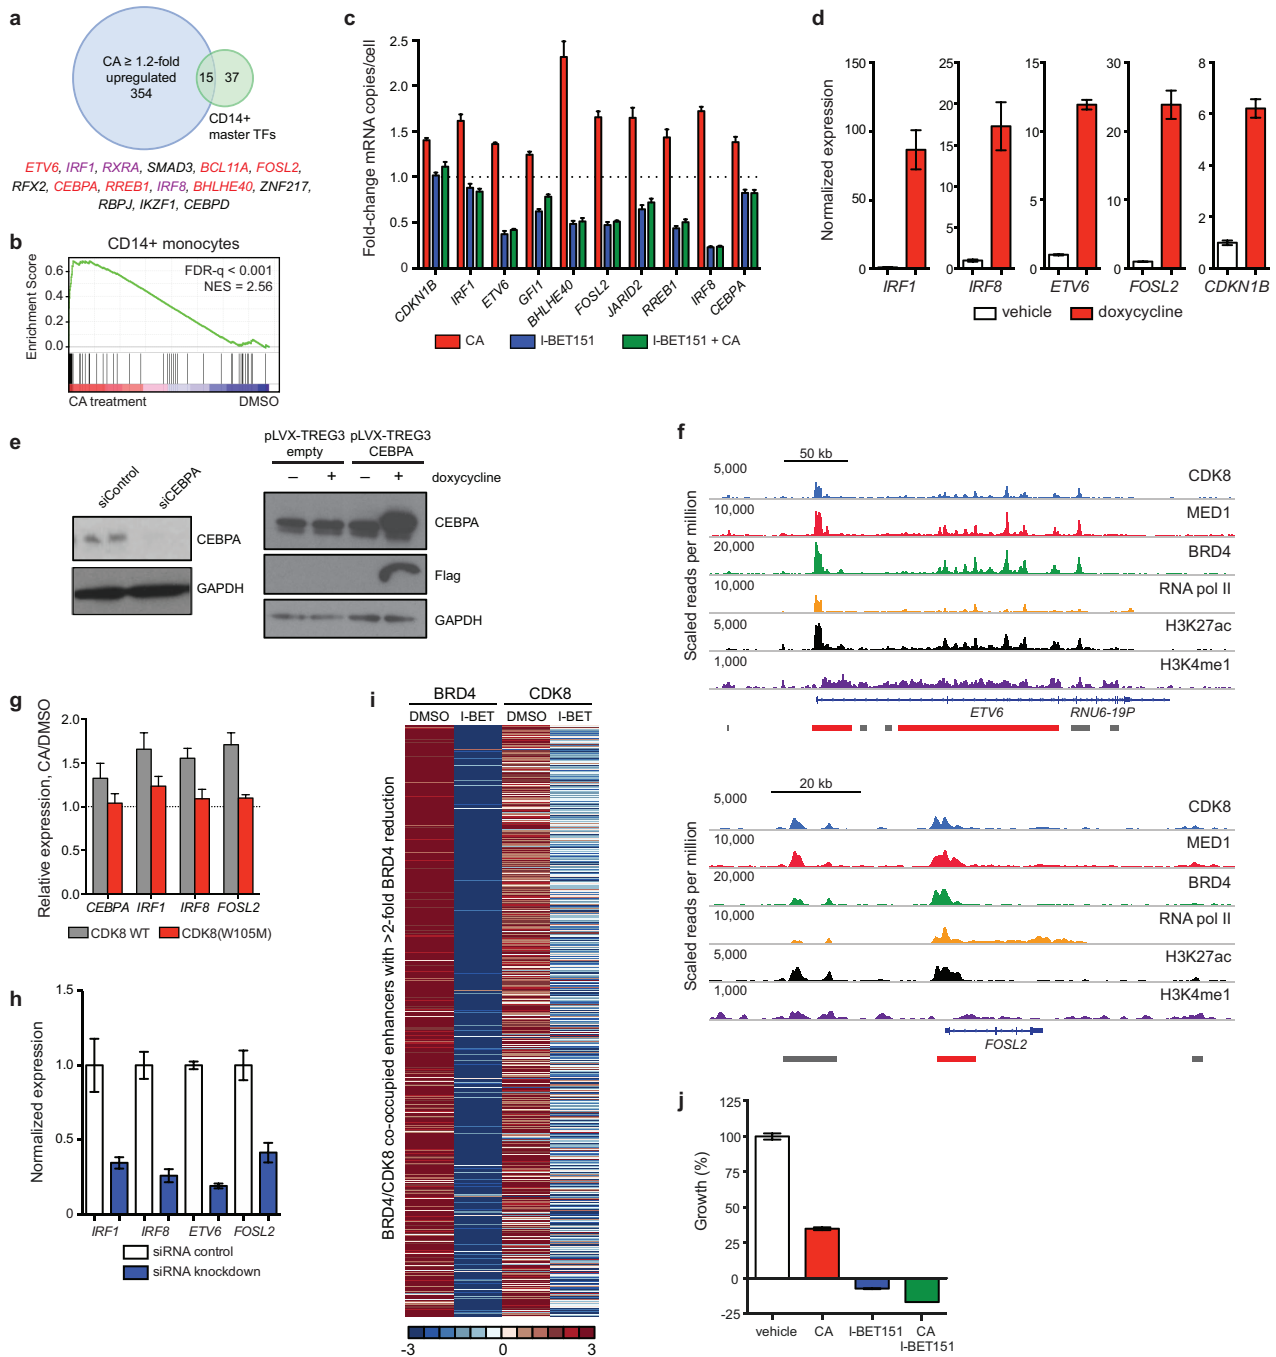 a
CA ≥ 1.2-fold
upregulated
354
15
37
CD14+
master TFs
ETV6, IRF1, RXRA, SMAD3, BCL11A, FOSL2,
RFX2, CEBPA, RREB1, IRF8, BHLHE40, ZNF217,
RBPJ, IKZF1, CEBPD
b
CD14+ monocytes
FDR-q < 0.001
NES = 2.56
Enrichment Score
0.6
0.4
0.2
0.0
CA treatment
DMSO
c
Fold-change mRNA copies/cell
2.5
2.0
1.5
1.0
0.5
0
CDKN1B
IRF1
ETV6
GFI1
BHLHE40
FOSL2
JARID2
RREB1
IRF8
CEBPA
CA
I-BET151
I-BET151 + CA
d
Normalized expression
150
100
50
0
25
20
15
10
5
0
15
10
5
0
30
20
10
0
8
6
4
2
0
IRF1
IRF8
ETV6
FOSL2
CDKN1B
vehicle
doxycycline
e
siControl
siCEBPA
CEBPA
GAPDH
pLVX-TREG3
empty
pLVX-TREG3
CEBPA
– + – +
doxycycline
CEBPA
Flag
GAPDH
f
50 kb
Scaled reads per million
5,000
CDK8
10,000
MED1
20,000
BRD4
10,000
RNA pol II
5,000
H3K27ac
1,000
H3K4me1
ETV6
RNU6-19P
20 kb
Scaled reads per million
5,000
CDK8
10,000
MED1
20,000
BRD4
10,000
RNA pol II
5,000
H3K27ac
1,000
H3K4me1
FOSL2
g
Relative expression, CA/DMSO
2.0
1.5
1.0
0.5
0.0
CEBPA
IRF1
IRF8
FOSL2
CDK8 WT
CDK8(W105M)
h
Normalized expression
1.5
1.0
0.5
0
IRF1
IRF8
ETV6
FOSL2
siRNA control
siRNA knockdown
i
BRD4
CDK8
DMSO
I-BET
DMSO
I-BET
BRD4/CDK8 co-occupied enhancers with >2-fold BRD4 reduction
-3
0
3
j
Growth (%)
125
100
75
50
25
0
-25
vehicle
CA
I-BET151
CA
I-BET151